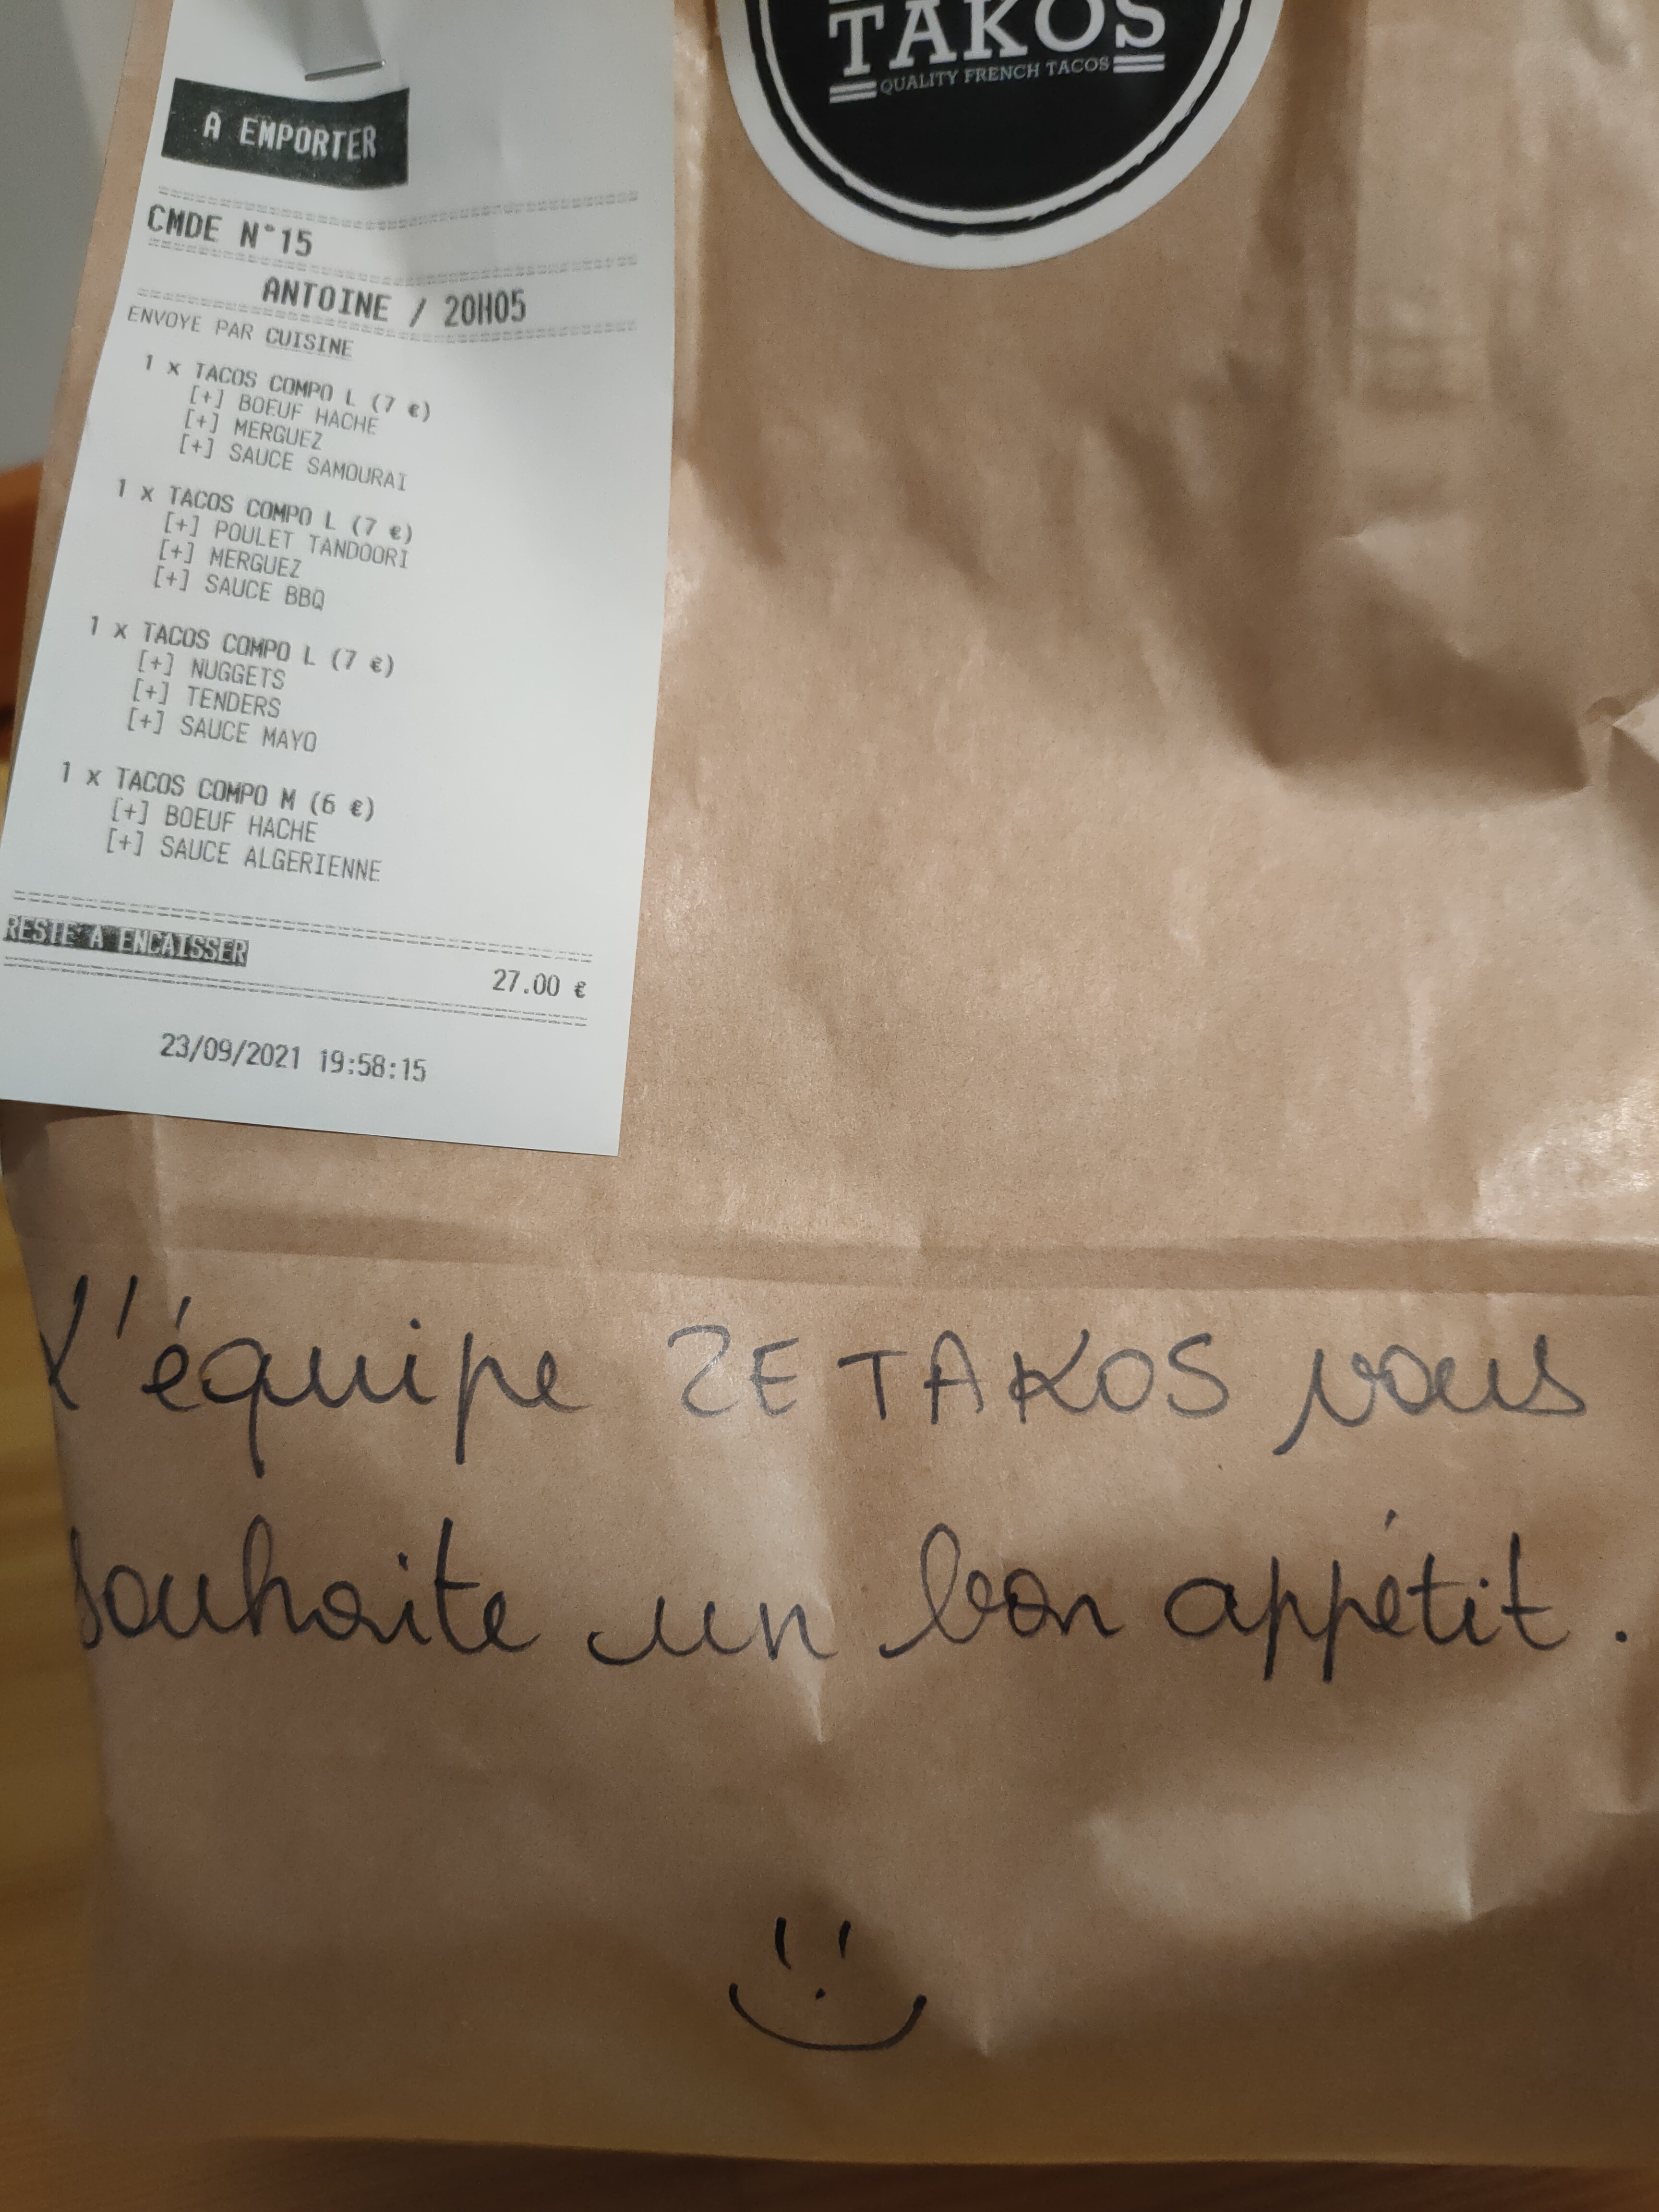 A EMPORTER
CMDE N°15
ANTOINE / 20H05
ENVOYE PAR CUISINE
1 x TACOS COMPO L (7 €)
[+] BOEUF HACHE
[+] MERGUEZ
[+] SAUCE SAMOURAI
1 x TACOS COMPO L (7 €)
[+] POULET TANDOORI
[+] MERGUEZ
[+] SAUCE BBQ
1 x TACOS COMPO L (7 €)
[+] NUGGETS
[+] TENDERS
[+] SAUCE MAYO
1 x TACOS COMPO M (6 €)
[+] BOEUF HACHE
[+] SAUCE ALGERIENNE
RESTE A ENCAISSER
27.00 €
23/09/2021 19:58:15
TAKOS
QUALITY FRENCH TACOS
L'équipe ZE TAKOS vous
souhaite un bon appétit.